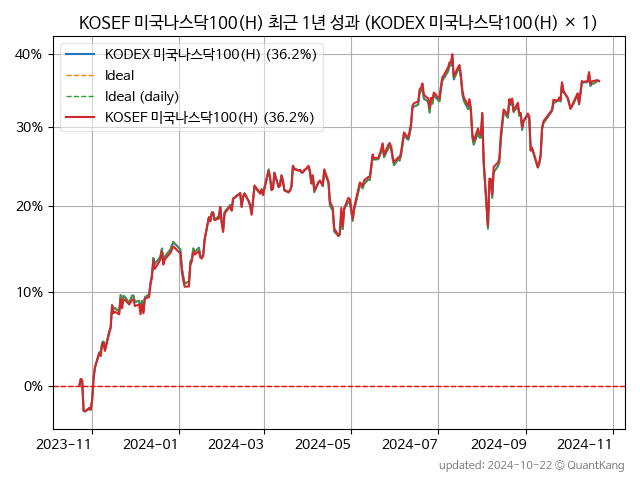 KOSEF 미국나스닥100(H) 최근 1년 성과 (KODEX 미국나스닥100(H) × 1)
KODEX 미국나스닥100(H) (36.2%)
Ideal
Ideal (daily)
KOSEF 미국나스닥100(H) (36.2%)
40%
30%
20%
10%
0%
2023-11 2024-01 2024-03 2024-05 2024-07 2024-09 2024-11
updated: 2024-10-22 ⓒ QuantKang